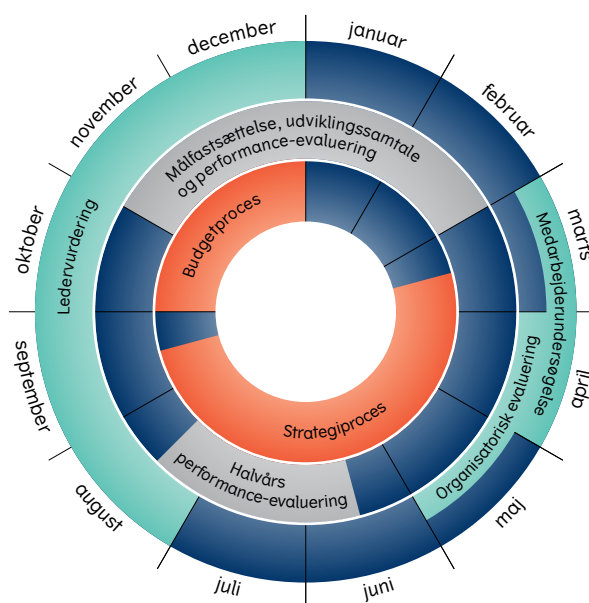 januar
februar
marts
april
maj
juni
juli
august
september
oktober
november
december
Ledervurdering
Medarbejderundersøgelse
Organisatorisk evaluering
Målfastsættelse, udviklingssamtale
og performance-evaluering
Halvårs
performance-evaluering
Budgetproces
Strategiproces